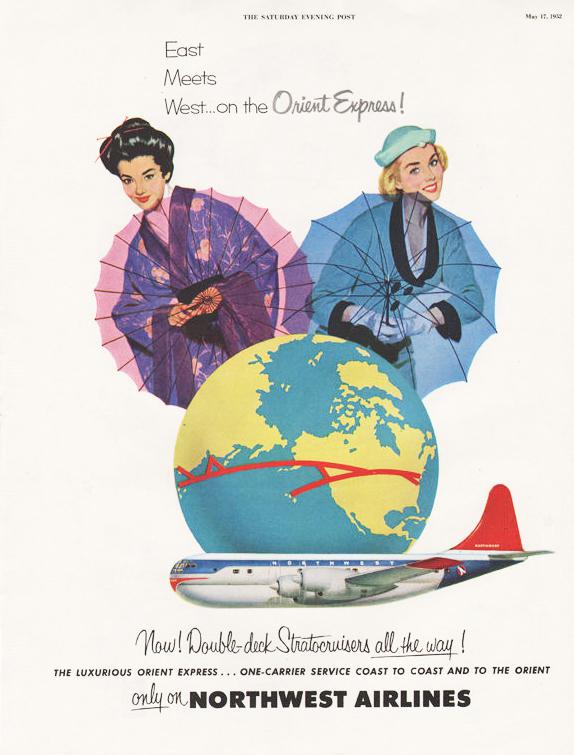 THE SATURDAY EVENING POST
May 17, 1952
East
Meets
West...on the Orient Express!
NORTHWEST
NORTHWEST
Now! Double-deck Stratocruisers all the way!
THE LUXURIOUS ORIENT EXPRESS... ONE-CARRIER SERVICE COAST TO COAST AND TO THE ORIENT
only on NORTHWEST AIRLINES